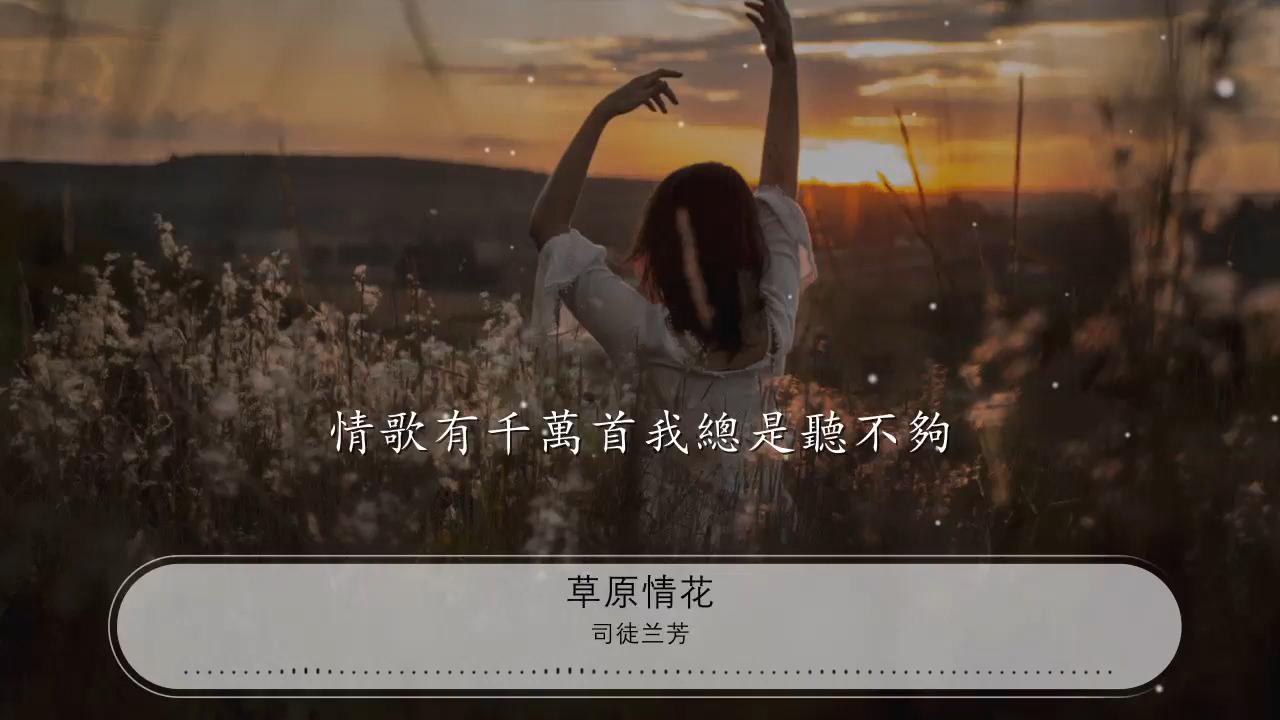 情歌有千萬首我總是聽不夠
草原情花
司徒兰芳